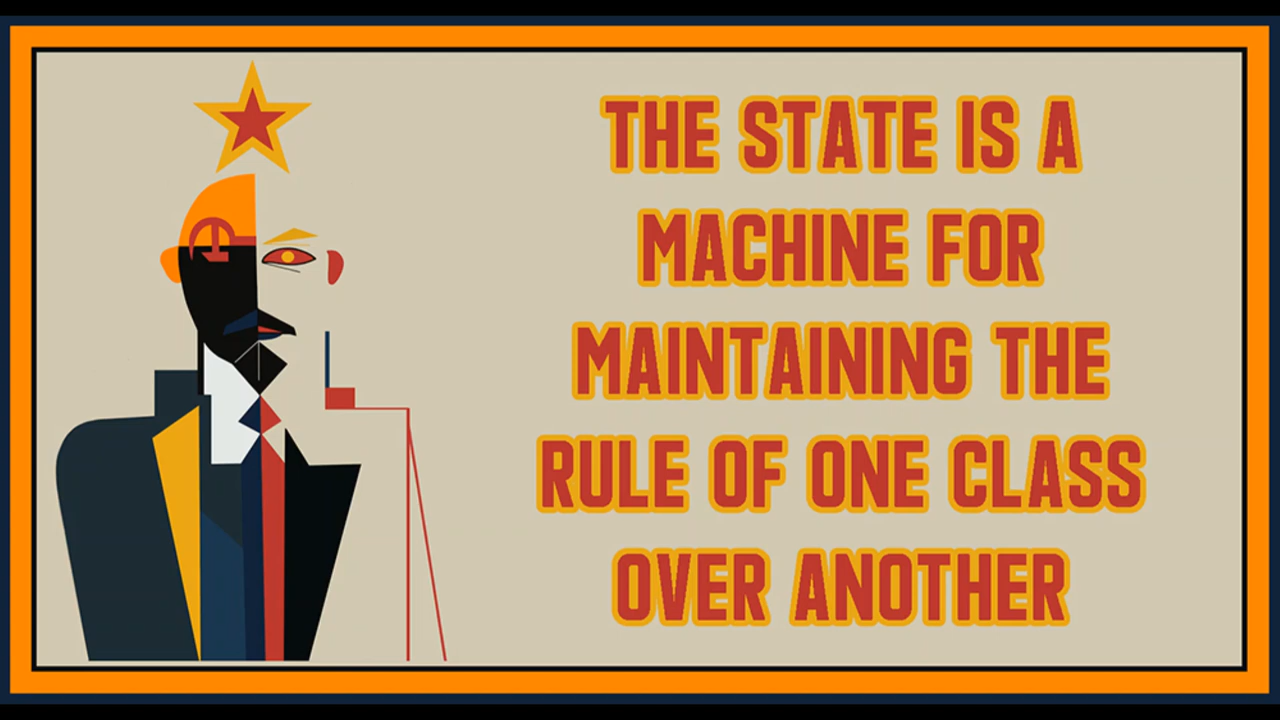 THE STATE IS A
MACHINE FOR
MAINTAINING THE
RULE OF ONE CLASS
OVER ANOTHER